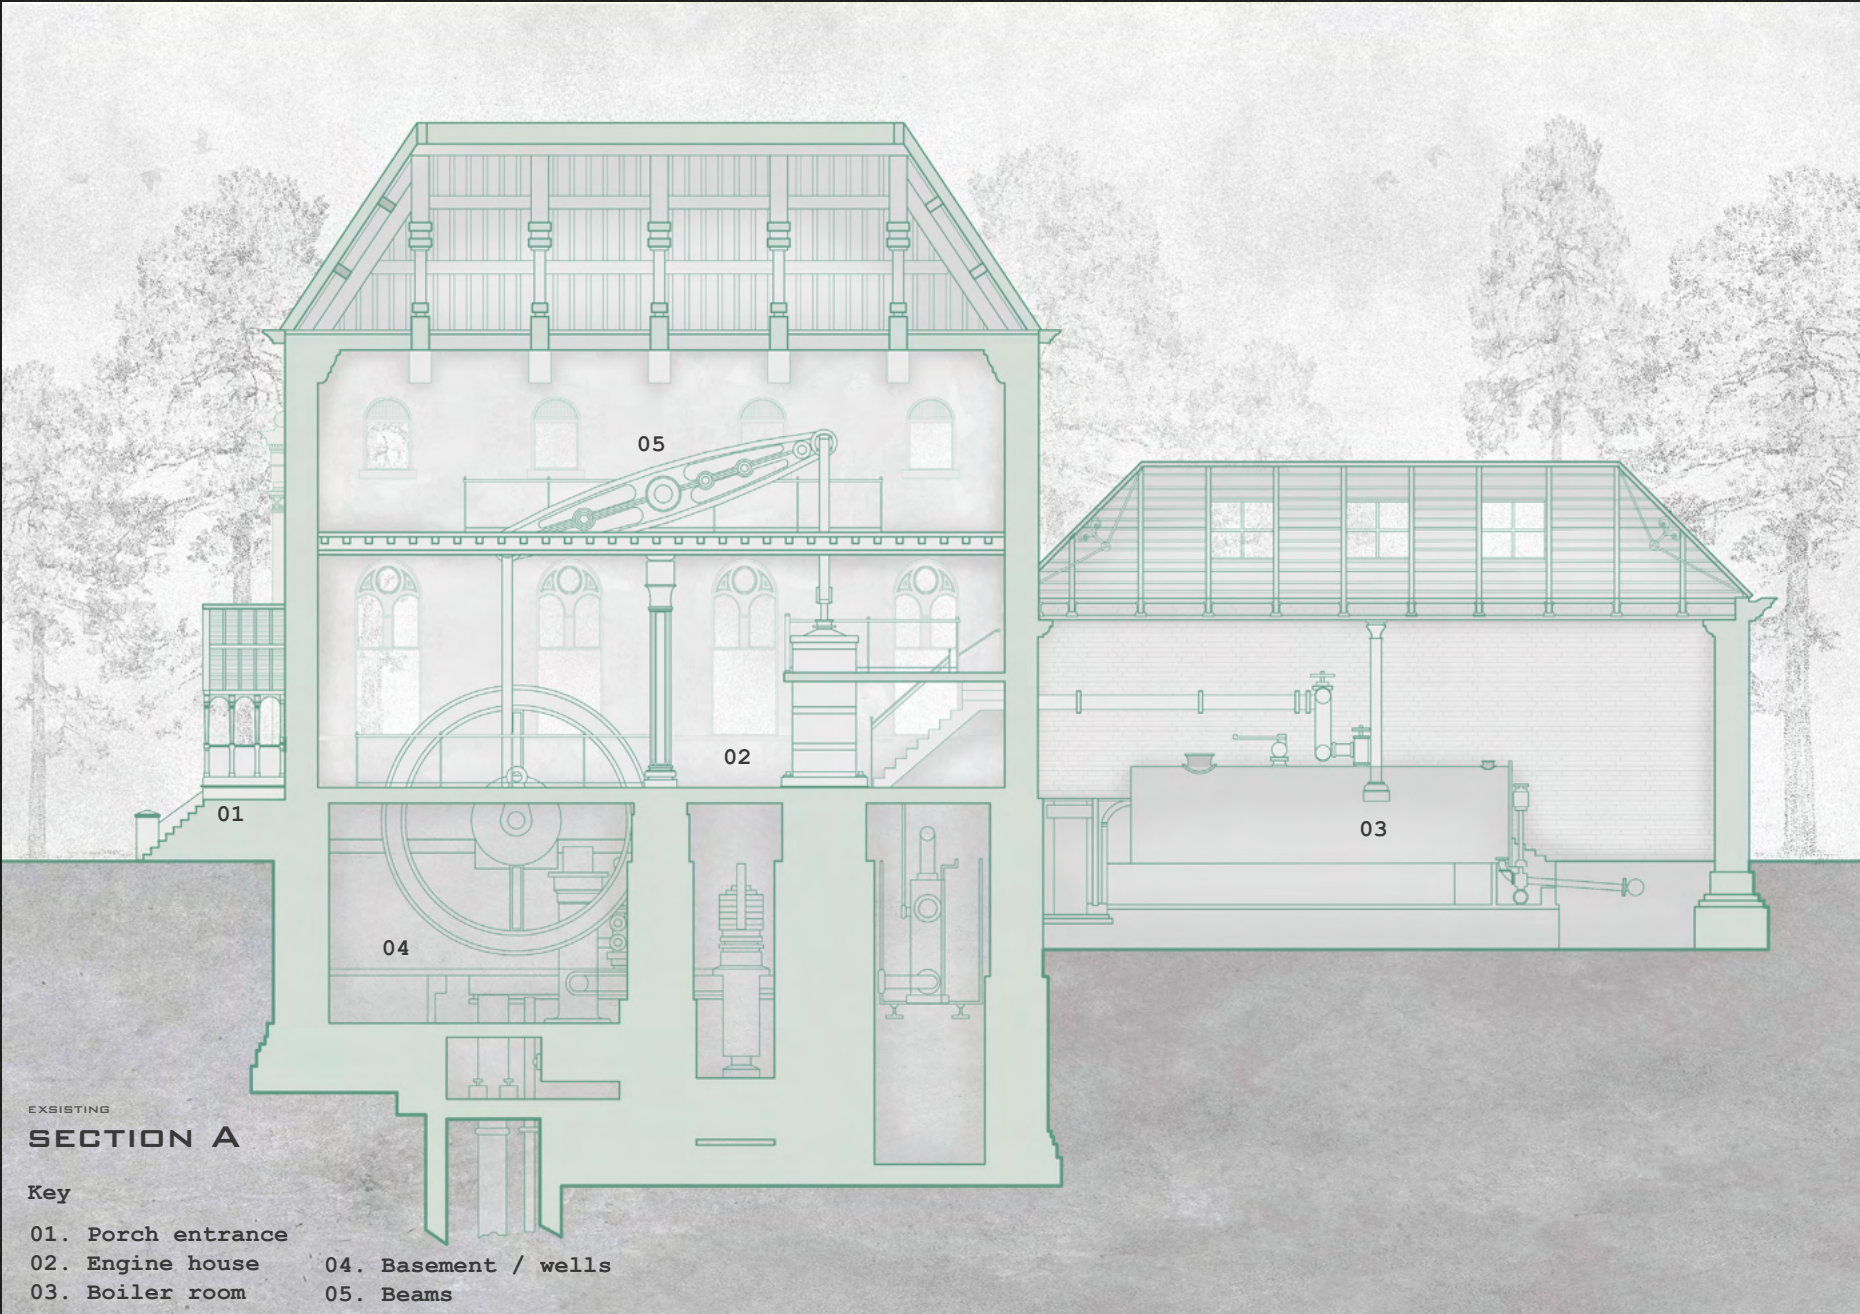 05
02
01
03
04
EXSISTING
SECTION A
Key
01. Porch entrance
02. Engine house
03. Boiler room
04. Basement / wells
05. Beams